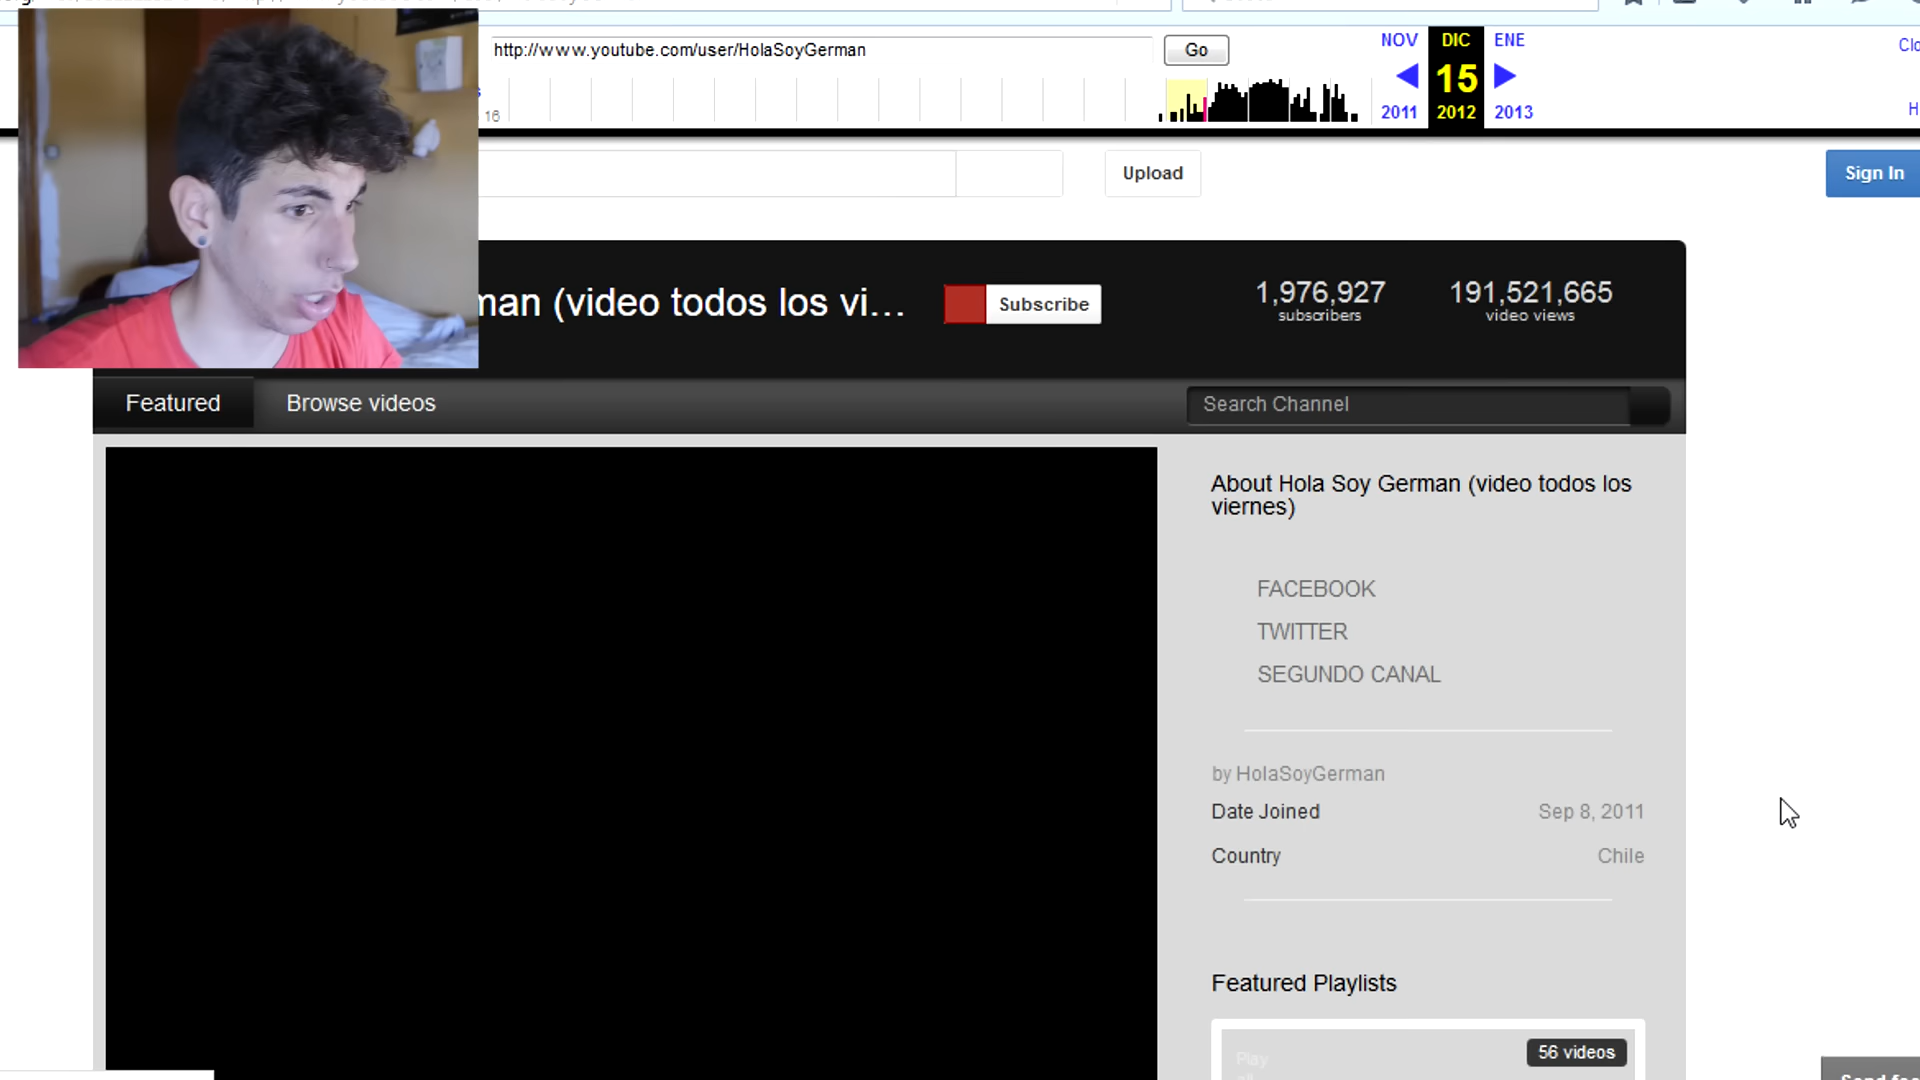 http://www.youtube.com/user/HolaSoyGerman
Go
NOV
DIC
ENE
15
2011
2012
2013
16
Upload
Sign In
man (video todos los vi...
Subscribe
1,976,927
subscribers
191,521,665
video views
Featured
Browse videos
Search Channel
About Hola Soy German (video todos los
viernes)
FACEBOOK
TWITTER
SEGUNDO CANAL
by HolaSoyGerman
Date Joined
Sep 8, 2011
Country
Chile
Featured Playlists
56 videos
Play